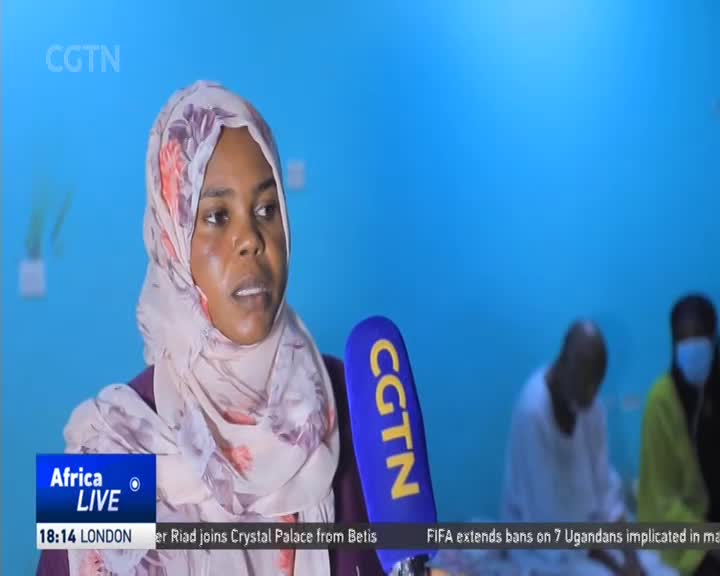 CGTN
CGTN
Africa
LIVE
18:14 LONDON
er Riad joins Crystal Palace from Betis FIFA extends bans on 7 Ugandans implicated in ma